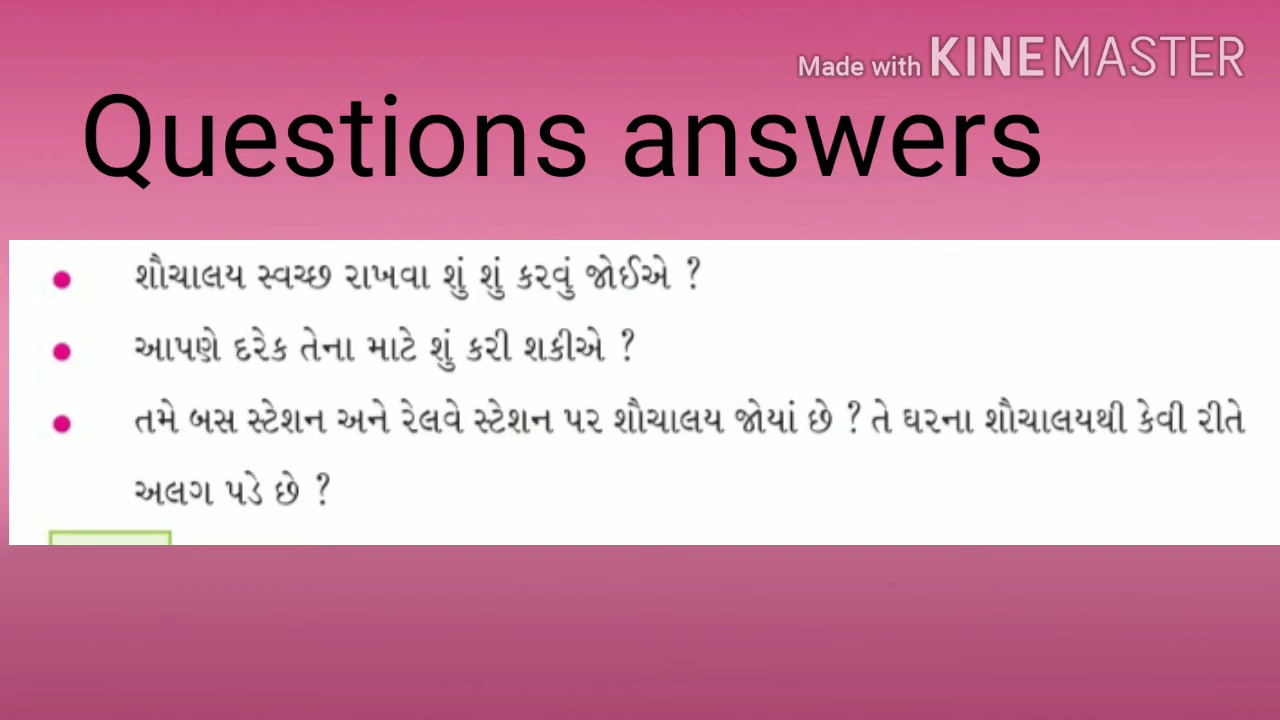 Made with KINEMASTER
Questions answers
શૌચાલય સ્વચ્છ રાખવા શું શું કરવું જોઈએ ?
આપણે દરેક તેના માટે શું કરી શકીએ ?
તમે બસ સ્ટેશન અને રેલવે સ્ટેશન પર શૌચાલય જોયાં છે ? તે ઘરના શૌચાલયથી કેવી રીતે
અલગ પડે છે ?